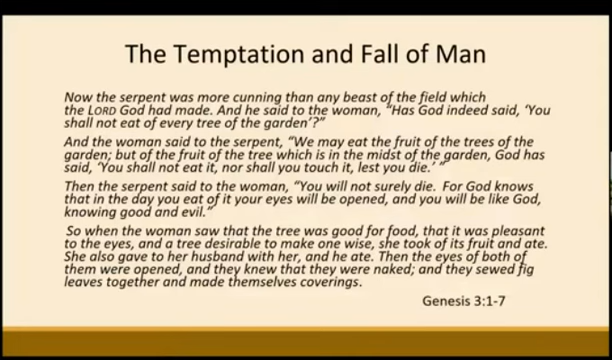 The Temptation and Fall of Man
Now the serpent was more cunning than any beast of the field which
the LORD God had made. And he said to the woman, “Has God indeed said, ‘You
shall not eat of every tree of the garden’?”
And the woman said to the serpent, “We may eat the fruit of the trees of the
garden; but of the fruit of the tree which is in the midst of the garden, God has
said, ‘You shall not eat it, nor shall you touch it, lest you die.’ ”
Then the serpent said to the woman, “You will not surely die. For God knows
that in the day you eat of it your eyes will be opened, and you will be like God,
knowing good and evil.”
So when the woman saw that the tree was good for food, that it was pleasant
to the eyes, and a tree desirable to make one wise, she took of its fruit and ate.
She also gave to her husband with her, and he ate. Then the eyes of both of
them were opened, and they knew that they were naked; and they sewed fig
leaves together and made themselves coverings.
Genesis 3:1-7